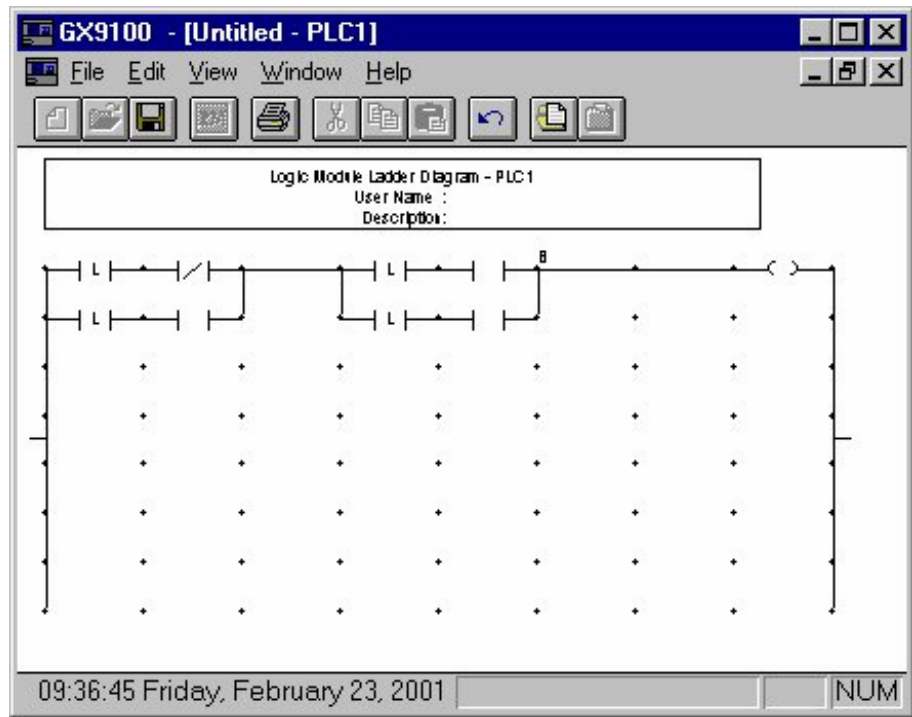 GX9100 - [Untitled - PLC1]
File Edit View Window Help
Logic Module Ladder Diagram - PLC1
User Name :
Description:
L L
L L
09:36:45 Friday, February 23, 2001 NUM